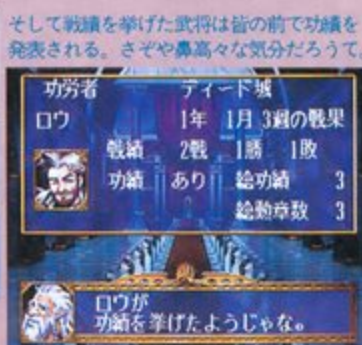 そして戦績を挙げた武将は皆の前で功績を
発表される。さぞや鼻高々な気分だろうて。
功労者 ディード城
ロウ 1年 1月 3週の戦果
戦績 2戦 1勝 1敗
功績 あり 総功績 3
総勲章数 3
ロウが
功績を挙げたようじゃな。